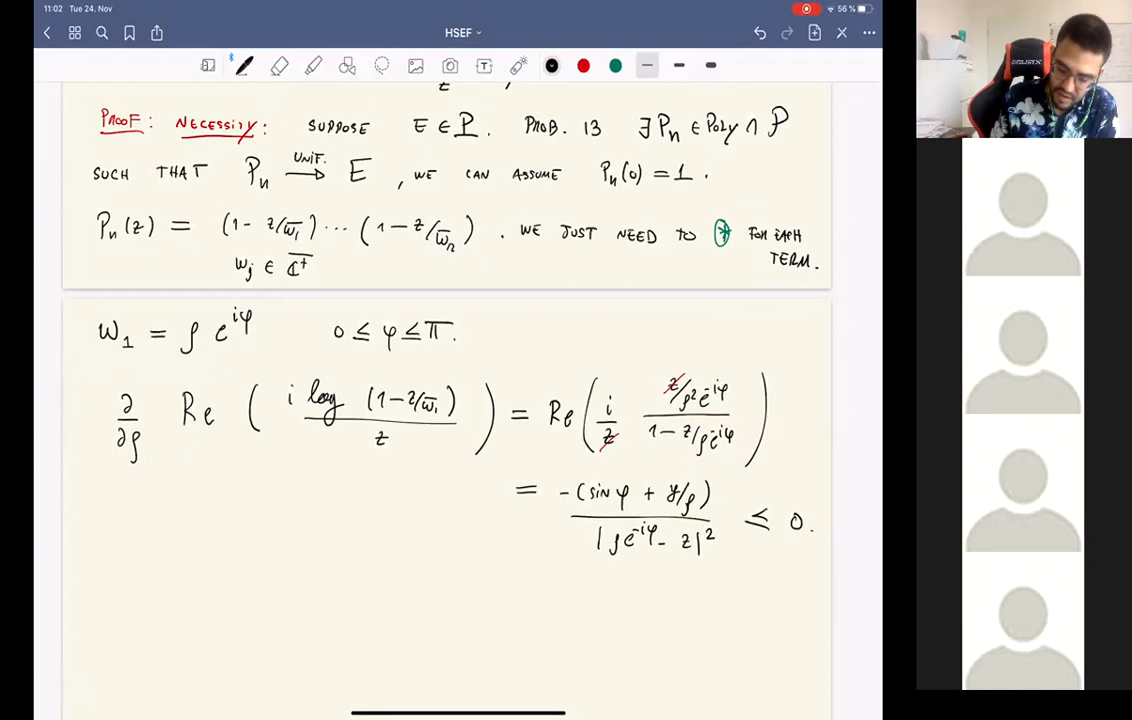 11:02 Tue 24. Nov
56 %
HSEF
PROOF: NECESSITY: SUPPOSE E ∈ P. PROB. 13 ∃ Pn ∈ Poly ∩ P
SUCH THAT Pn → UNIF. E, WE CAN ASSUME Pn(0) = 1.
Pn(z) = (1 - z/w̄1) ... (1 - z/w̄n). WE JUST NEED TO * FOR EACH TERM.
wj ∈ ℂ⁺
W1 = ρ e^{iφ} 0 ≤ φ ≤ π.
∂/∂ρ Re ( i log (1 - z/w̄1) / z ) = Re ( i/z (z/ρ² e^{-iφ}) / (1 - z/ρe^{-iφ}) )
= -(sin φ + y/ρ) / |ρe^{-iφ} - z|² ≤ 0.